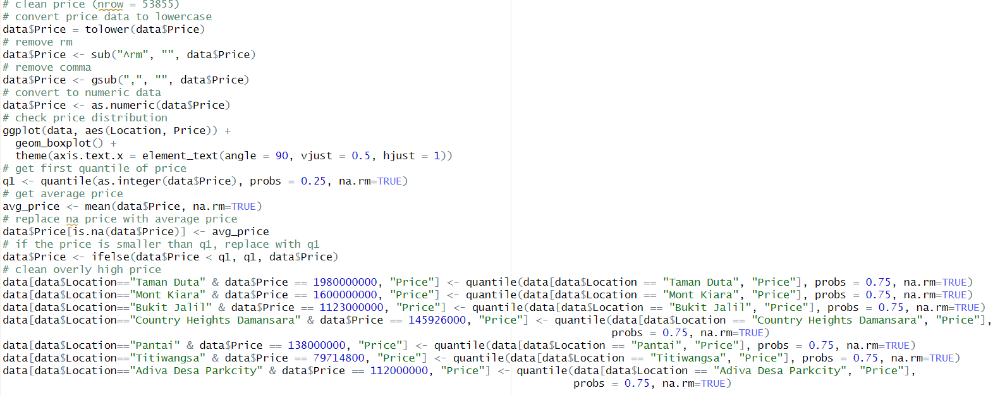 # clean price (nrow = 53855)
# convert price data to lowercase
data$Price = tolower(data$Price)
# remove rm
data$Price <- sub("^rm", "", data$Price)
# remove comma
data$Price <- gsub(",", "", data$Price)
# convert to numeric data
data$Price <- as.numeric(data$Price)
# check price distribution
ggplot(data, aes(Location, Price)) +
  geom_boxplot() +
  theme(axis.text.x = element_text(angle = 90, vjust = 0.5, hjust = 1))
# get first quantile of price
q1 <- quantile(as.integer(data$Price), probs = 0.25, na.rm=TRUE)
# get average price
avg_price <- mean(data$Price, na.rm=TRUE)
# replace na price with average price
data$Price[is.na(data$Price)] <- avg_price
# if the price is smaller than q1, replace with q1
data$Price <- ifelse(data$Price < q1, q1, data$Price)
# clean overly high price
data[data$Location=="Taman Duta" & data$Price == 1980000000, "Price"] <- quantile(data[data$Location == "Taman Duta", "Price"], probs = 0.75, na.rm=TRUE)
data[data$Location=="Mont Kiara" & data$Price == 1600000000, "Price"] <- quantile(data[data$Location == "Mont Kiara", "Price"], probs = 0.75, na.rm=TRUE)
data[data$Location=="Bukit Jalil" & data$Price == 1123000000, "Price"] <- quantile(data[data$Location == "Bukit Jalil", "Price"], probs = 0.75, na.rm=TRUE)
data[data$Location=="Country Heights Damansara" & data$Price == 145926000, "Price"] <- quantile(data[data$Location == "Country Heights Damansara", "Price"],
probs = 0.75, na.rm=TRUE)
data[data$Location=="Pantai" & data$Price == 138000000, "Price"] <- quantile(data[data$Location == "Pantai", "Price"], probs = 0.75, na.rm=TRUE)
data[data$Location=="Titiwangsa" & data$Price == 79714800, "Price"] <- quantile(data[data$Location == "Titiwangsa", "Price"], probs = 0.75, na.rm=TRUE)
data[data$Location=="Adiva Desa Parkcity" & data$Price == 112000000, "Price"] <- quantile(data[data$Location == "Adiva Desa Parkcity", "Price"],
probs = 0.75, na.rm=TRUE)